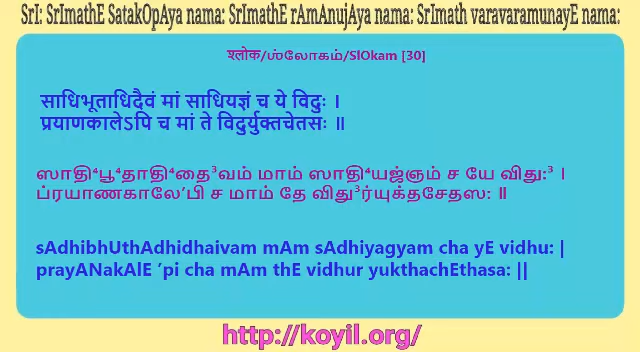 SrI: SrImathE SatakOpAya nama: SrImathE rAmAnujAya nama: SrImath varavaramunayE nama:
श्लोक/ஸ்லோகம்/SlOkam [30]
साधिभूताधिदैवं मां साधियज्ञं च ये विदुः ।
प्रयाणकालेऽपि च मां ते विदुर्युक्तचेतसः ॥
ஸாதி⁴பூ⁴தாதி⁴தை³வம் மாம் ஸாதி⁴யஜ்ஞம் ச யே விது:³ ।
ப்ரயாணகாலே’பி ச மாம் தே விது³ர்யுக்தசேதஸ: ॥
sAdhibhUthAdhidhaivam mAm sAdhiyagyam cha yE vidhu: |
prayANakAlE ’pi cha mAm thE vidhur yukthachEthasa: ||
http://koyil.org/